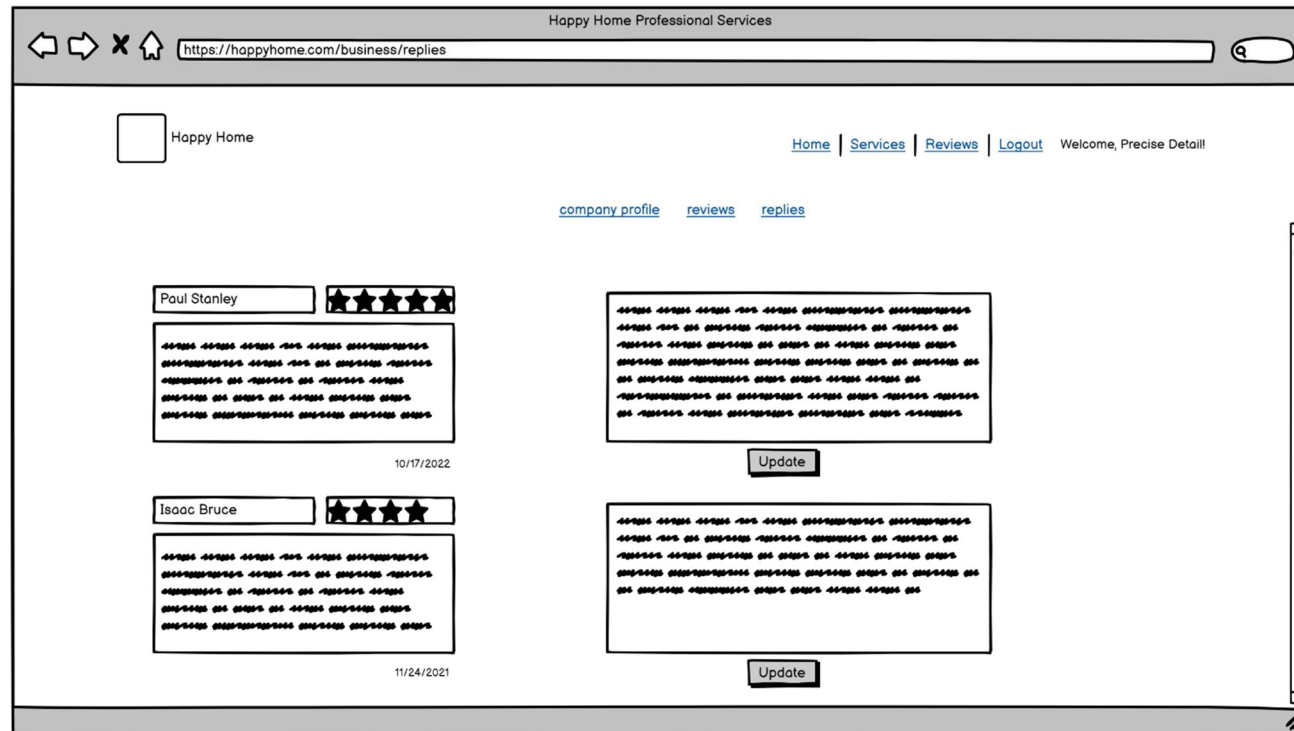 Happy Home Professional Services
https://happyhome.com/business/replies
Happy Home
Home Services Reviews Logout Welcome, Precise Detail!
company profile reviews replies
Paul Stanley
10/17/2022
Update
Isaac Bruce
11/24/2021
Update